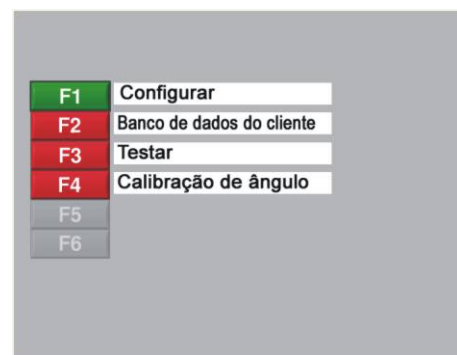 F1 Configurar
F2 Banco de dados do cliente
F3 Testar
F4 Calibração de ângulo
F5
F6